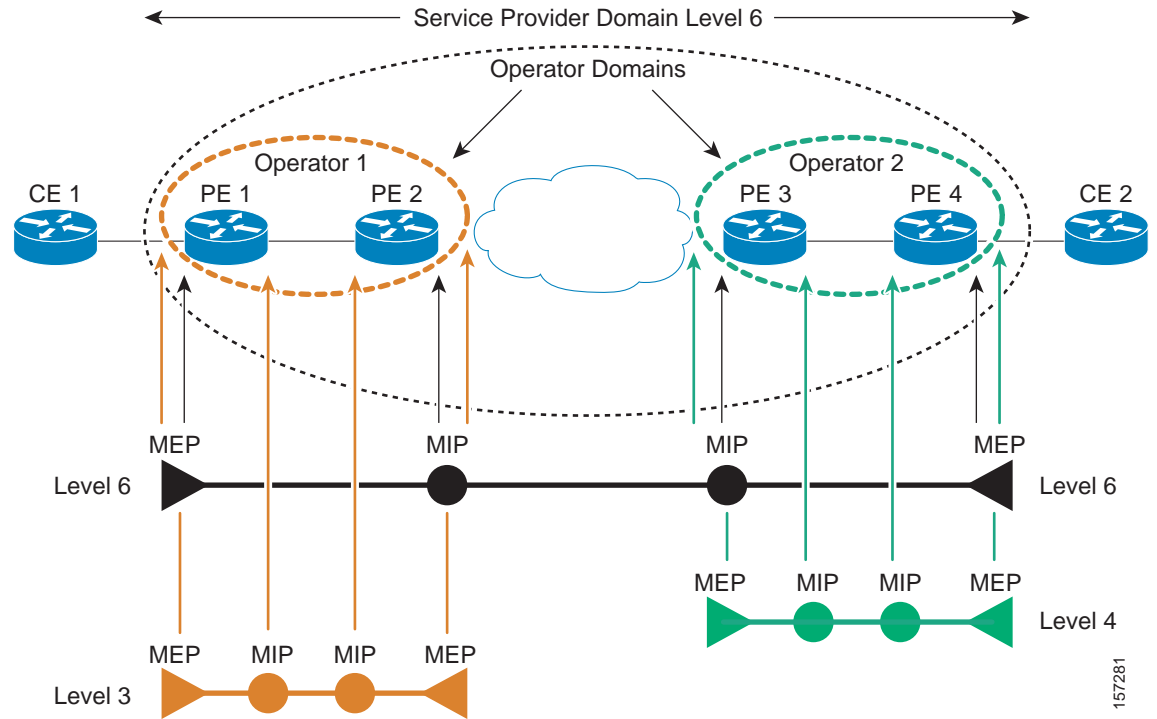 Service Provider Domain Level 6
Operator Domains
Operator 1
Operator 2
CE 1
PE 1
PE 2
PE 3
PE 4
CE 2
MEP
MIP
MIP
MEP
Level 6
Level 6
MEP
MIP
MIP
MEP
Level 4
MEP
MIP
MIP
MEP
Level 3
157281